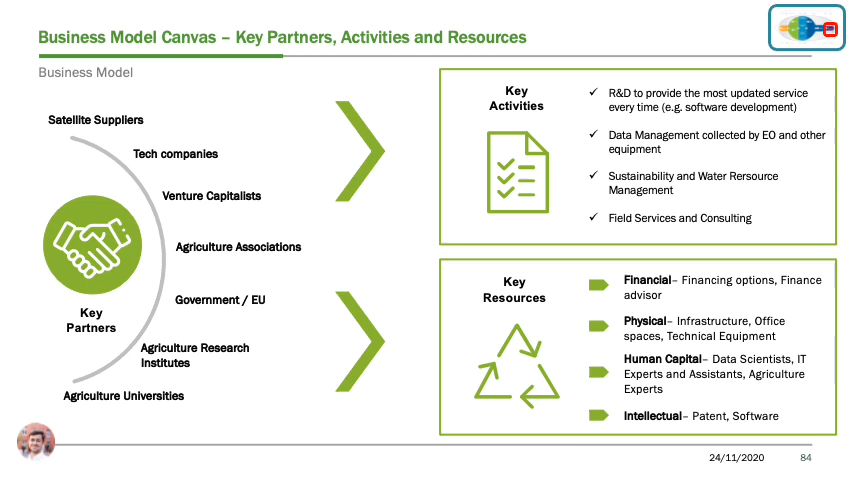 Business Model Canvas – Key Partners, Activities and Resources
Business Model
Satellite Suppliers
Tech companies
Venture Capitalists
Agriculture Associations
Government / EU
Agriculture Research
Institutes
Agriculture Universities
Key
Partners
Key
Activities
R&D to provide the most updated service
every time (e.g. software development)
Data Management collected by EO and other
equipment
Sustainability and Water Rersource
Management
Field Services and Consulting
Key
Resources
Financial– Financing options, Finance
advisor
Physical– Infrastructure, Office
spaces, Technical Equipment
Human Capital– Data Scientists, IT
Experts and Assistants, Agriculture
Experts
Intellectual– Patent, Software
24/11/2020
84